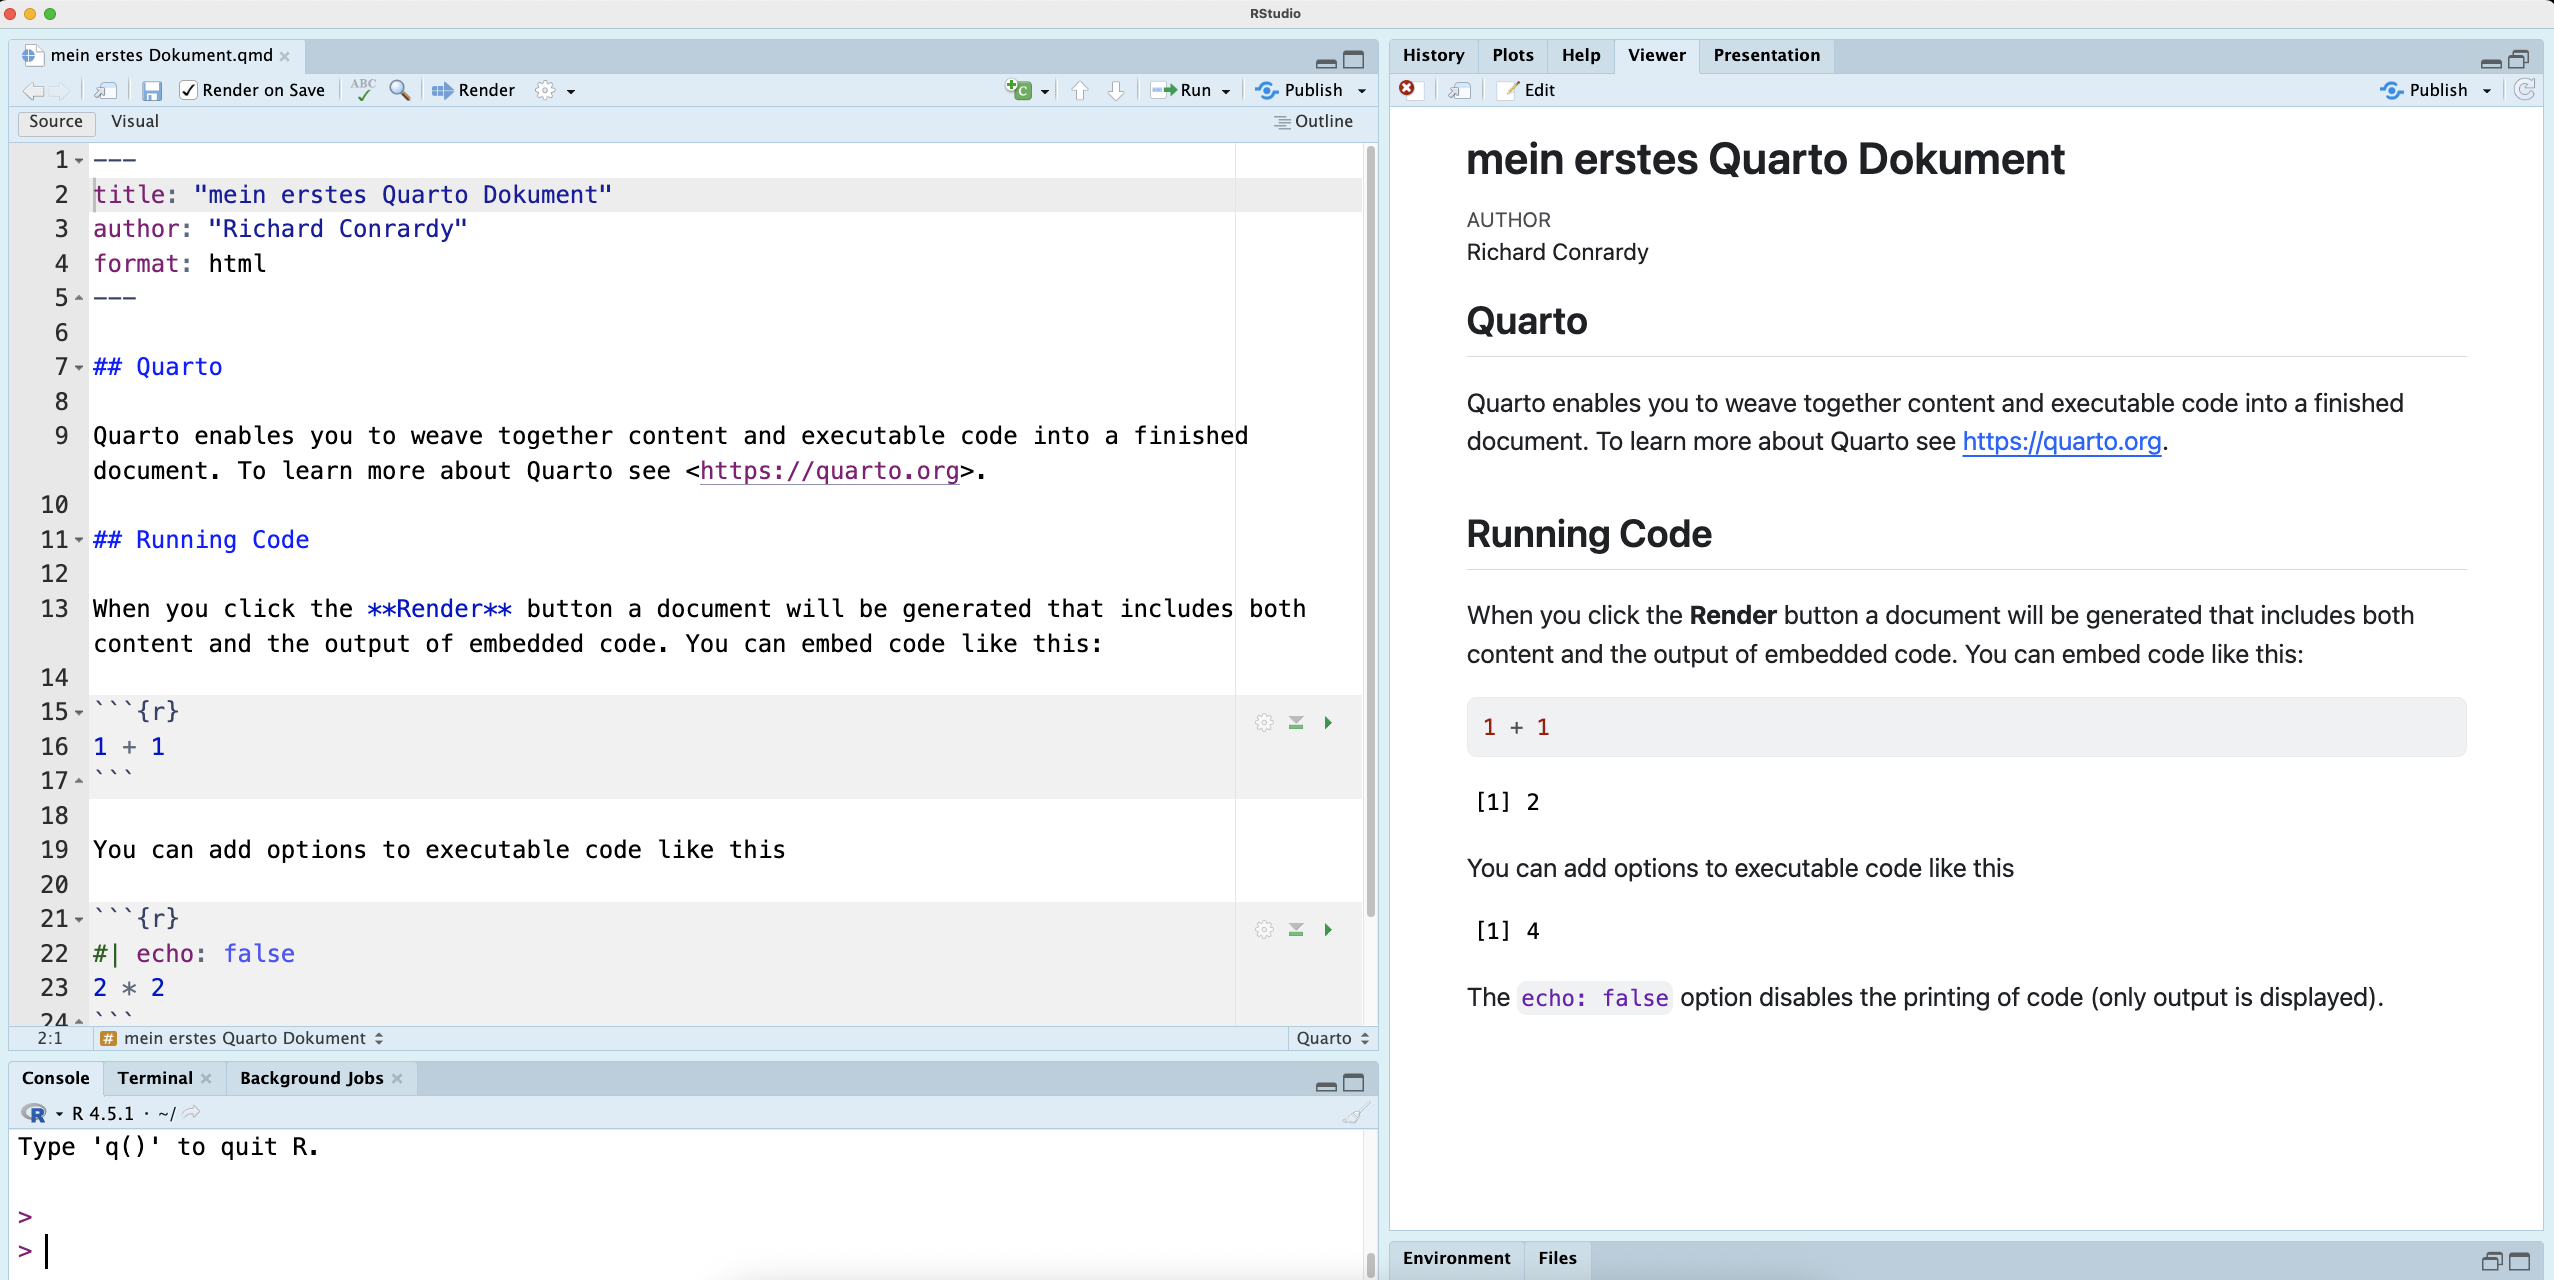 RStudio
mein erstes Dokument.qmd
Render on Save
ABC
Render
C
Run
Publish
Source
Visual
Outline
1 ---
2 title: "mein erstes Quarto Dokument"
3 author: "Richard Conrardy"
4 format: html
5 ---
6
7 ## Quarto
8
9 Quarto enables you to weave together content and executable code into a finished
document. To learn more about Quarto see <https://quarto.org>.
10
11 ## Running Code
12
13 When you click the **Render** button a document will be generated that includes both
content and the output of embedded code. You can embed code like this:
14
15 ```{r}
16 1 + 1
17 ```
18
19 You can add options to executable code like this
20
21 ```{r}
22 #| echo: false
23 2 * 2
24 ```
2:1
# mein erstes Quarto Dokument
Quarto
Console
Terminal
Background Jobs
R
R 4.5.1 · ~/
Type 'q()' to quit R.
>
>
History
Plots
Help
Viewer
Presentation
Edit
Publish
mein erstes Quarto Dokument
AUTHOR
Richard Conrardy
Quarto
Quarto enables you to weave together content and executable code into a finished
document. To learn more about Quarto see https://quarto.org.
Running Code
When you click the Render button a document will be generated that includes both
content and the output of embedded code. You can embed code like this:
1 + 1
[1] 2
You can add options to executable code like this
[1] 4
The echo: false option disables the printing of code (only output is displayed).
Environment
Files